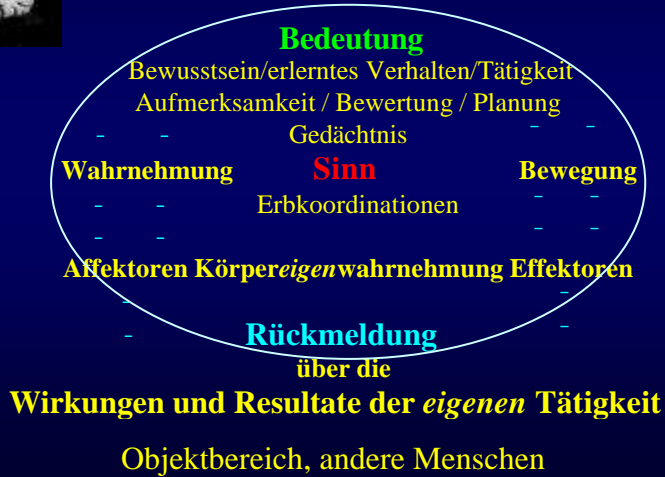 Bedeutung
Bewusstsein/erlerntes Verhalten/Tätigkeit
Aufmerksamkeit / Bewertung / Planung
Gedächtnis
Wahrnehmung Sinn Bewegung
Erbkoordinationen
Affektoren Körpereigenwahrnehmung Effektoren
Rückmeldung
über die
Wirkungen und Resultate der eigenen Tätigkeit
Objektbereich, andere Menschen